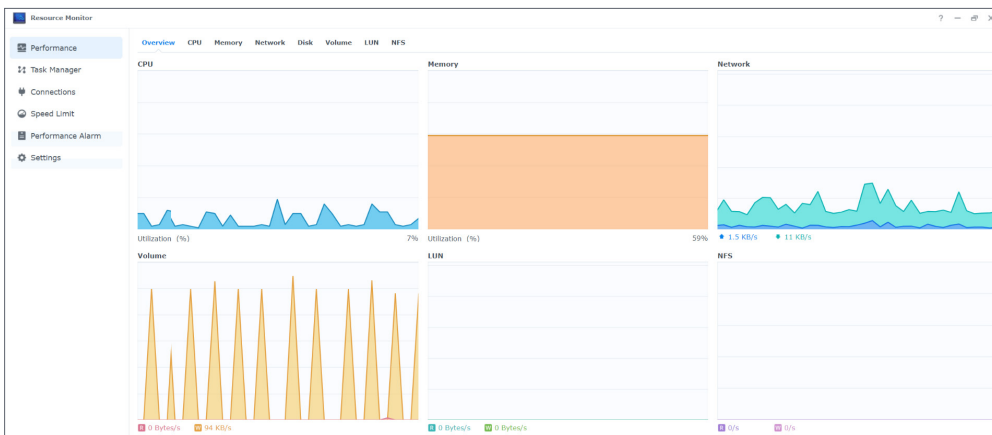 Resource Monitor
?
Performance
Task Manager
Connections
Speed Limit
Performance Alarm
Settings
Overview CPU Memory Network Disk Volume LUN NFS
CPU
Utilization (%) 7%
Memory
Utilization (%) 59%
Network
1.5 KB/s 11 KB/s
Volume
R 0 Bytes/s W 94 KB/s
LUN
R 0 Bytes/s W 0 Bytes/s
NFS
R 0/s W 0/s